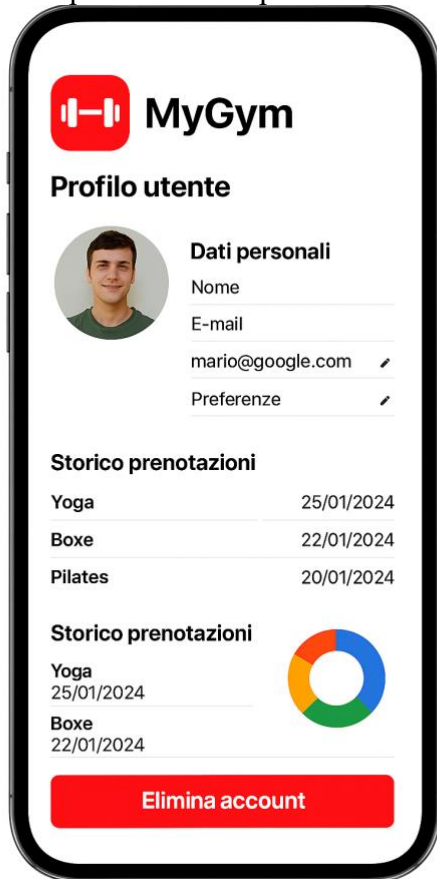 MyGym
Profilo utente
Dati personali
Nome
E-mail
mario@google.com
Preferenze
Storico prenotazioni
Yoga 25/01/2024
Boxe 22/01/2024
Pilates 20/01/2024
Storico prenotazioni
Yoga
25/01/2024
Boxe
22/01/2024
Elimina account